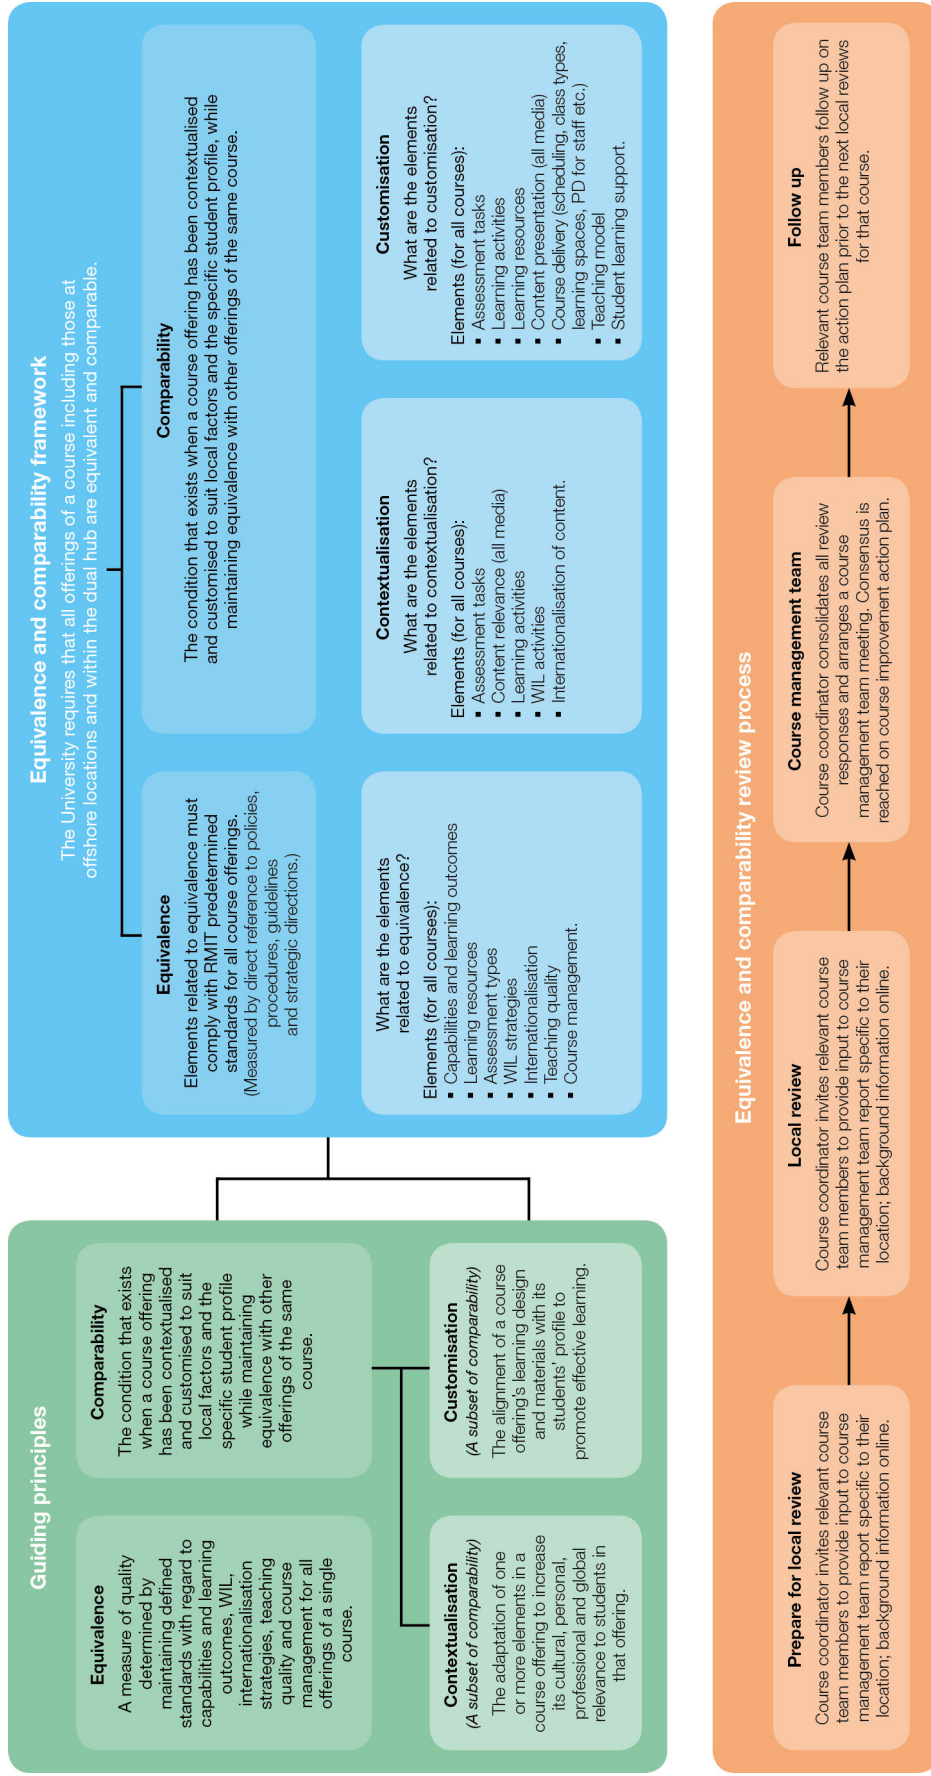 Guiding principles
Equivalence
A measure of quality
determined by
maintaining defined
standards with regard to
capabilities and learning
outcomes, WIL,
internationalisation
strategies, teaching
quality and course
management for all
offerings of a single
course.
Comparability
The condition that exists
when a course offering
has been contextualised
and customised to suit
local factors and the
specific student profile
while maintaining
equivalence with other
offerings of the same
course.
Contextualisation
(A subset of comparability)
The adaptation of one
or more elements in a
course offering to increase
its cultural, personal,
professional and global
relevance to students in
that offering.
Customisation
(A subset of comparability)
The alignment of a course
offering's learning design
and materials with its
students' profile to
promote effective learning.
Equivalence and comparability framework
The University requires that all offerings of a course including those at
offshore locations and within the dual hub are equivalent and comparable.
Equivalence
Elements related to equivalence must
comply with RMIT predetermined
standards for all course offerings.
(Measured by direct reference to policies,
procedures, guidelines
and strategic directions.)
Comparability
The condition that exists when a course offering has been contextualised
and customised to suit local factors and the specific student profile, while
maintaining equivalence with other offerings of the same course.
What are the elements
related to equivalence?
Elements (for all courses):
▪ Capabilities and learning outcomes
▪ Learning resources
▪ Assessment types
▪ WIL strategies
▪ Internationalisation
▪ Teaching quality
▪ Course management.
Contextualisation
What are the elements
related to contextualisation?
Elements (for all courses):
▪ Assessment tasks
▪ Content relevance (all media)
▪ Learning activities
▪ WIL activities
▪ Internationalisation of content.
Customisation
What are the elements
related to customisation?
Elements (for all courses):
▪ Assessment tasks
▪ Learning activities
▪ Learning resources
▪ Content presentation (all media)
▪ Course delivery (scheduling, class types,
learning spaces, PD for staff etc.)
▪ Teaching model
▪ Student learning support.
Equivalence and comparability review process
Prepare for local review
Course coordinator invites relevant course
team members to provide input to course
management team report specific to their
location; background information online.
Local review
Course coordinator invites relevant course
team members to provide input to course
management team report specific to their
location; background information online.
Course management team
Course coordinator consolidates all review
responses and arranges a course
management team meeting. Consensus is
reached on course improvement action plan.
Follow up
Relevant course team members follow up on
the action plan prior to the next local reviews
for that course.